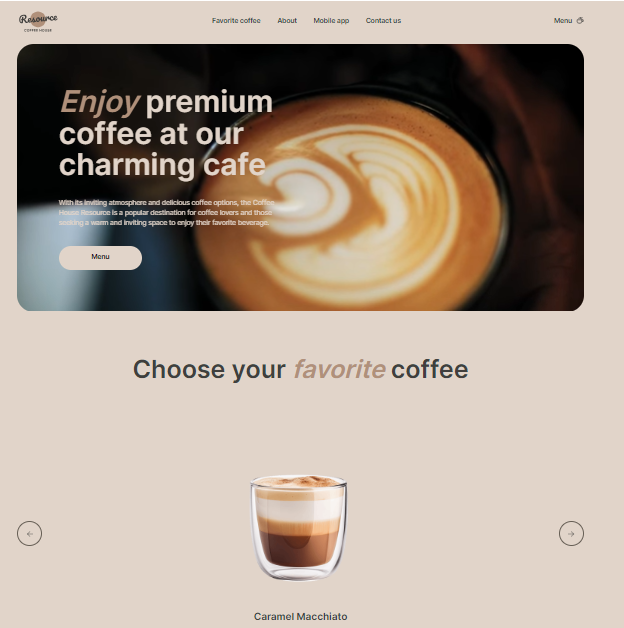 Resource
COFFEE HOUSE
Favorite coffee
About
Mobile app
Contact us
Menu
Enjoy premium
coffee at our
charming cafe
With its inviting atmosphere and delicious coffee options, the Coffee
House Resource is a popular destination for coffee lovers and those
seeking a warm and inviting space to enjoy their favorite beverage.
Menu
Choose your favorite coffee
Caramel Macchiato